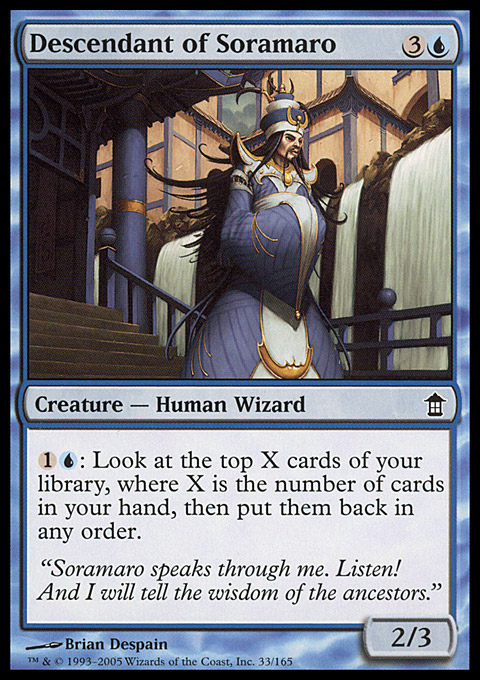 Descendant of Soramaro 3
Creature — Human Wizard
1 : Look at the top X cards of your
library, where X is the number of cards
in your hand, then put them back in
any order.
“Soramaro speaks through me. Listen!
And I will tell the wisdom of the ancestors.”
Brian Despain
2/3
™ & © 1993–2005 Wizards of the Coast, Inc. 33/165